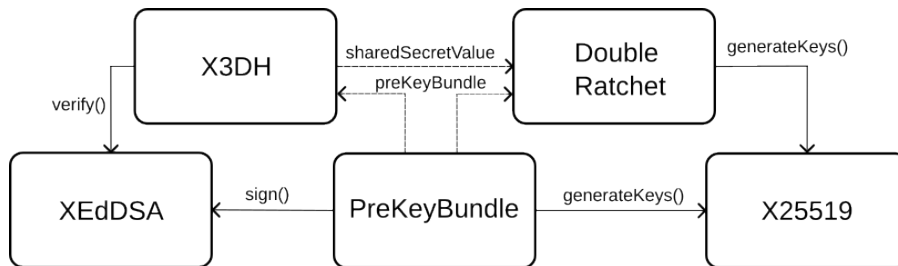 X3DH
sharedSecretValue
Double
Ratchet
generateKeys()
preKeyBundle
verify()
XEdDSA
sign()
PreKeyBundle
generateKeys()
X25519